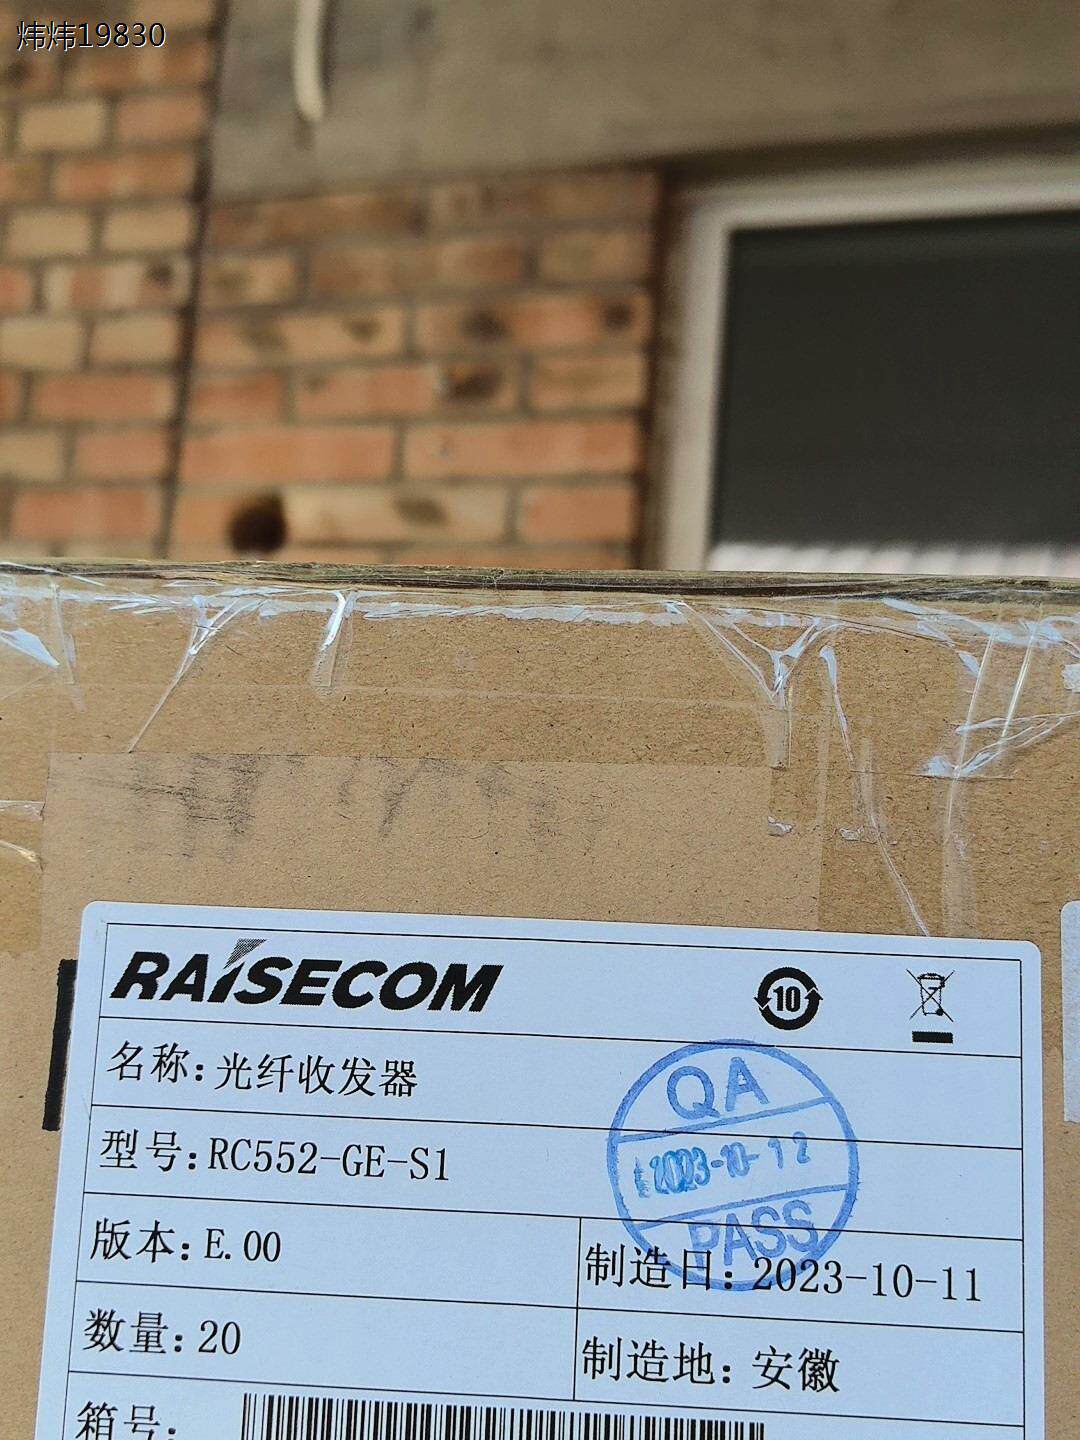 炜炜19830
RAISECOM
10
名称:光纤收发器
QA
型号:RC552-GE-S1
2023-10-12
PASS
版本:E.00
制造日:2023-10-11
数量:20
制造地:安徽
箱号: